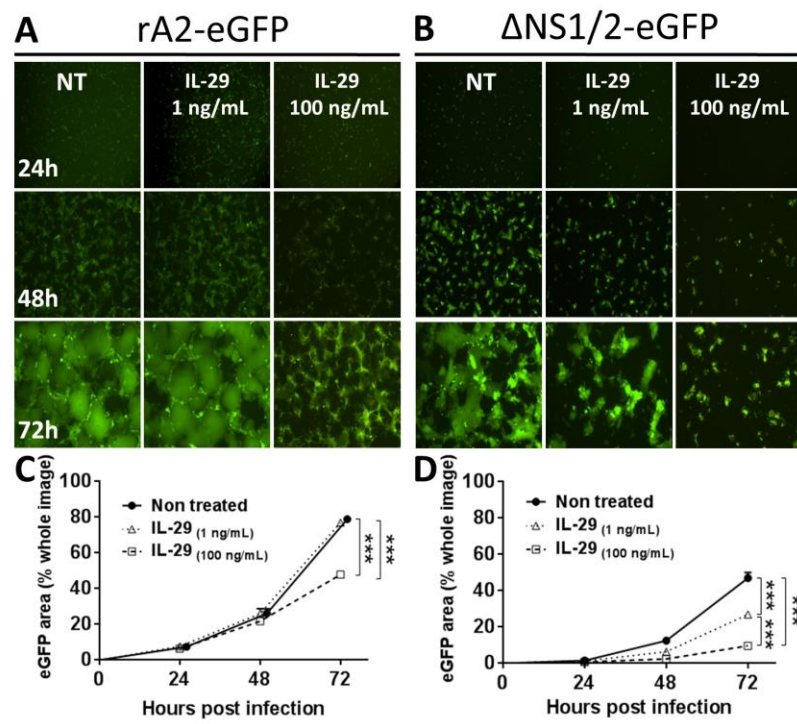 A
rA2-eGFP
NT
IL-29
1 ng/mL
IL-29
100 ng/mL
24h
48h
72h
B
ΔNS1/2-eGFP
NT
IL-29
1 ng/mL
IL-29
100 ng/mL
C
100
80
60
40
20
0
eGFP area (% whole image)
Non treated
IL-29 (1 ng/mL)
IL-29 (100 ng/mL)
***
***
0 24 48 72
Hours post infection
D
100
80
60
40
20
0
eGFP area (% whole image)
Non treated
IL-29 (1 ng/mL)
IL-29 (100 ng/mL)
***
***
***
0 24 48 72
Hours post infection